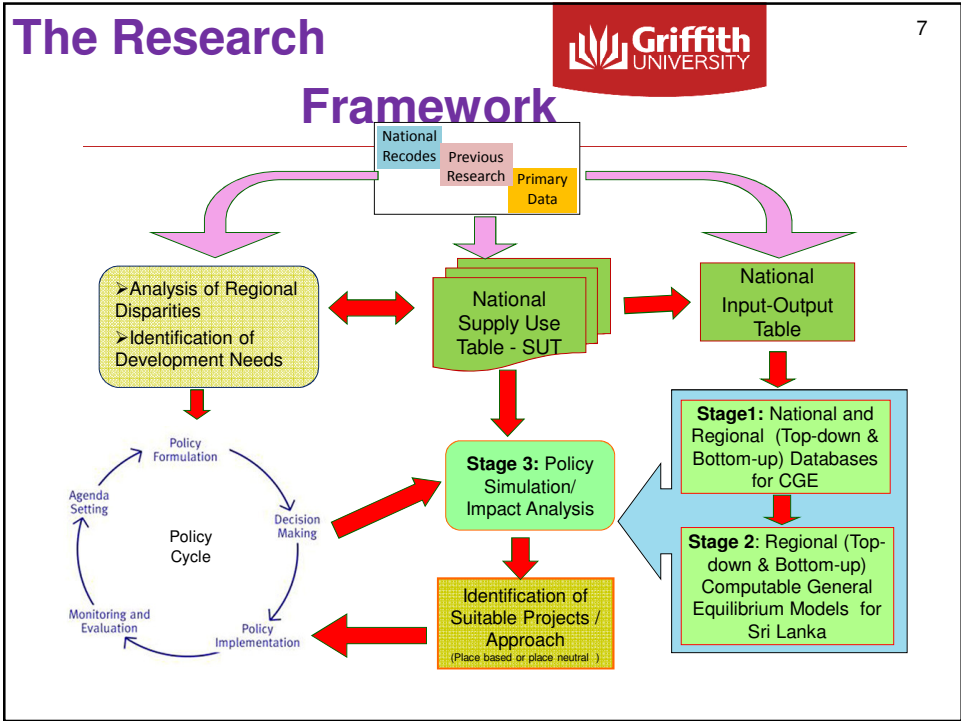 The Research
Framework
Griffith
UNIVERSITY
7
National
Recodes
Previous
Research
Primary
Data
➢Analysis of Regional
Disparities
➢Identification of
Development Needs
National
Supply Use
Table - SUT
National
Input-Output
Table
Policy
Formulation
Agenda
Setting
Decision
Making
Policy
Cycle
Monitoring and
Evaluation
Policy
Implementation
Stage 3: Policy
Simulation/
Impact Analysis
Identification of
Suitable Projects /
Approach
(Place based or place neutral )
Stage1: National and
Regional (Top-down &
Bottom-up) Databases
for CGE
Stage 2: Regional (Top-
down & Bottom-up)
Computable General
Equilibrium Models for
Sri Lanka